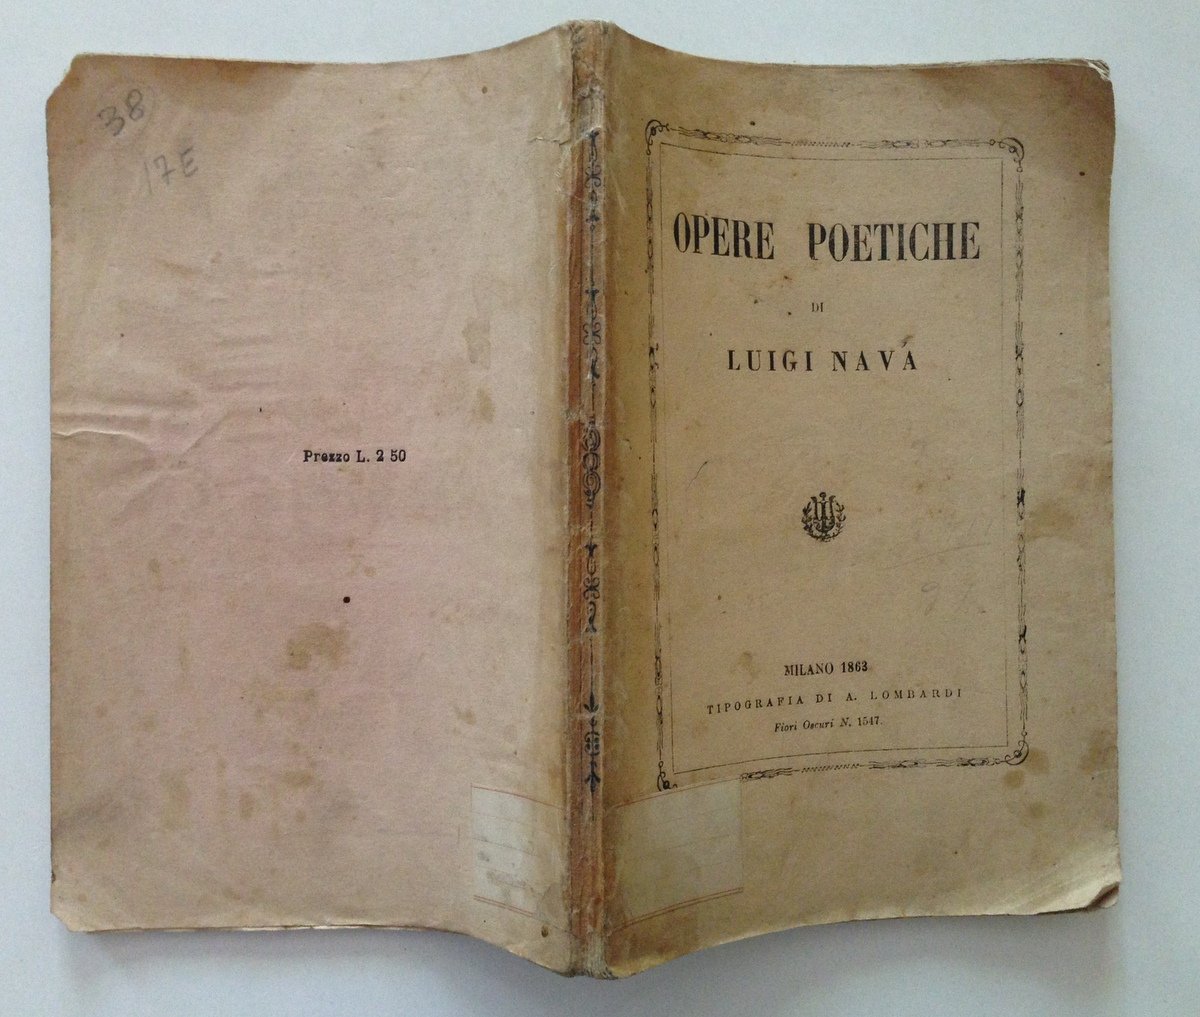 38
17E
Prezzo L. 2 50
OPERE POETICHE
DI
LUIGI NAVA
MILANO 1863
TIPOGRAFIA DI A. LOMBARDI
Fiori Oscuri N. 1547.